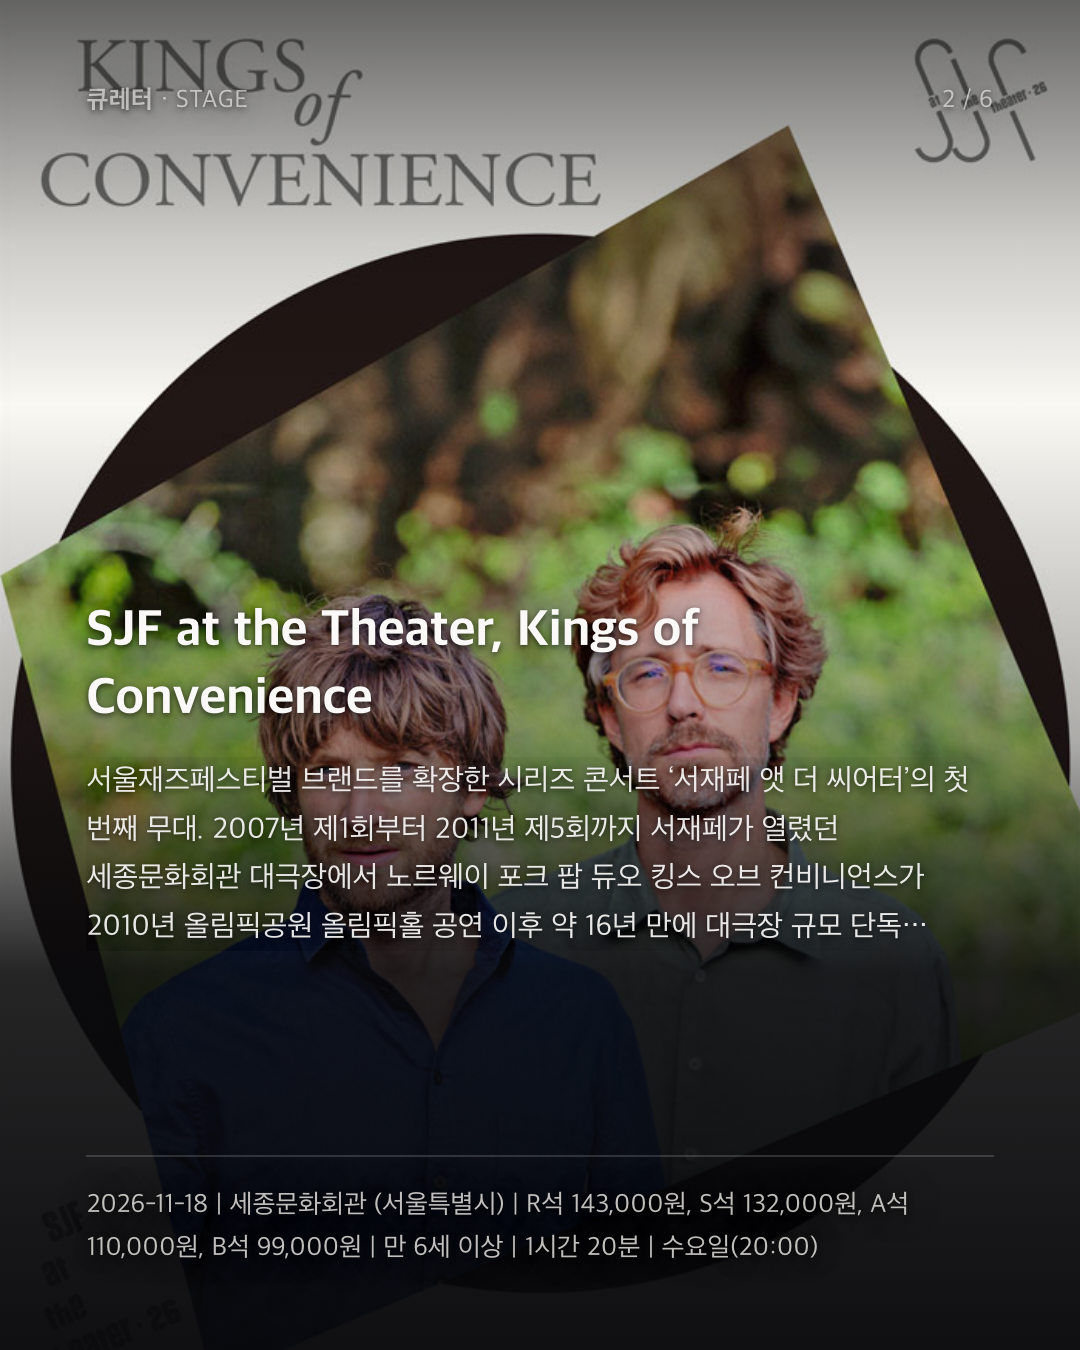 KINGS
of
CONVENIENCE
큐레터 · STAGE
at the theater · 26
SJF
2 / 6
SJF at the Theater, Kings of
Convenience
서울재즈페스티벌 브랜드를 확장한 시리즈 콘서트 ‘서재페 앳 더 씨어터’의 첫
번째 무대. 2007년 제1회부터 2011년 제5회까지 서재페가 열렸던
세종문화회관 대극장에서 노르웨이 포크 팝 듀오 킹스 오브 컨비니언스가
2010년 올림픽공원 올림픽홀 공연 이후 약 16년 만에 대극장 규모 단독…
2026-11-18 | 세종문화회관 (서울특별시) | R석 143,000원, S석 132,000원, A석
110,000원, B석 99,000원 | 만 6세 이상 | 1시간 20분 | 수요일(20:00)
SJF
at
the
theater · 26